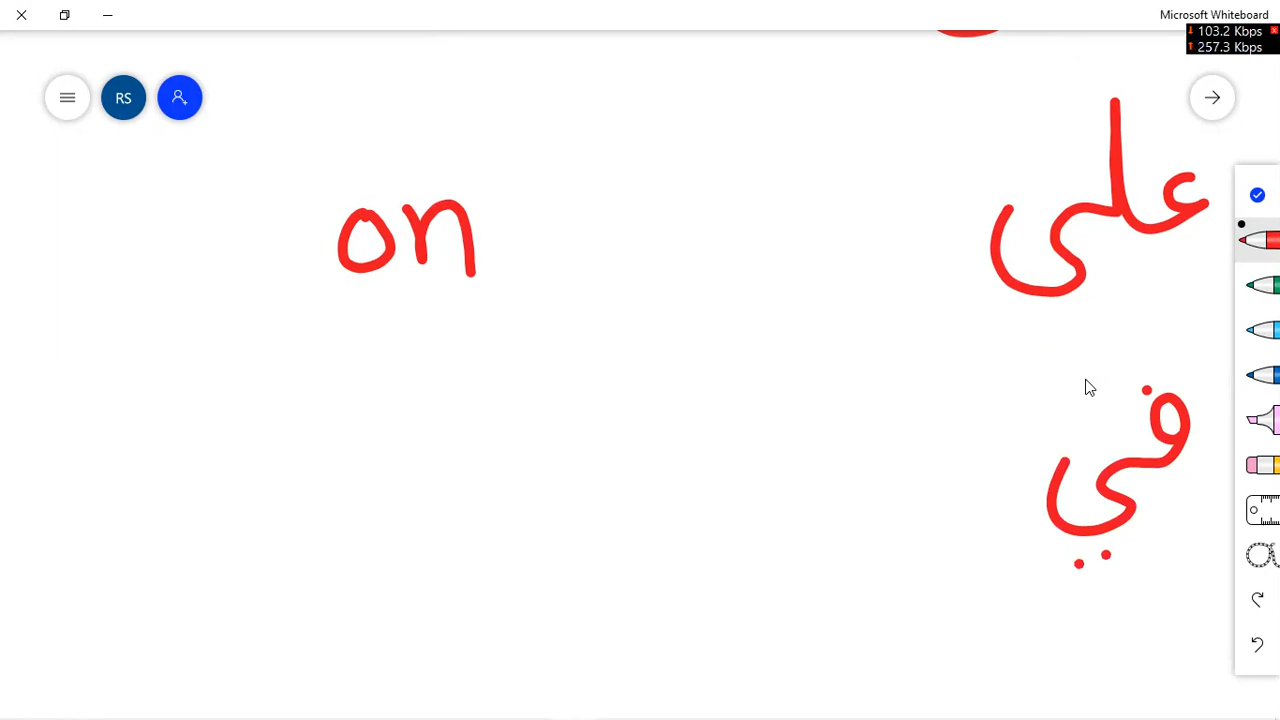 Microsoft Whiteboard
103.2 Kbps
257.3 Kbps
RS
على on
في